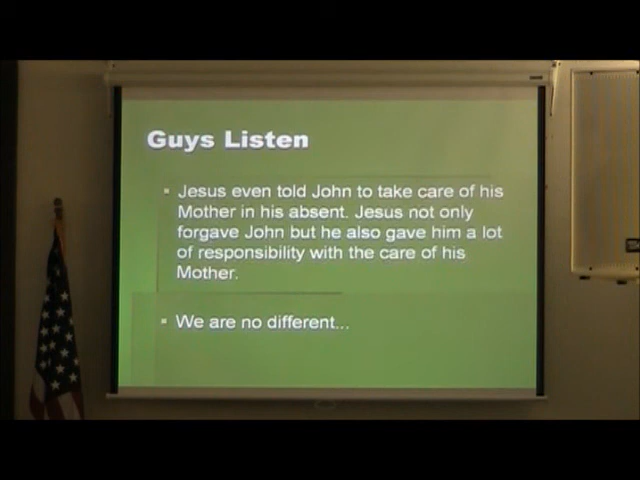 Guys Listen
▪ Jesus even told John to take care of his
Mother in his absent. Jesus not only
forgave John but he also gave him a lot
of responsibility with the care of his
Mother.
▪ We are no different...